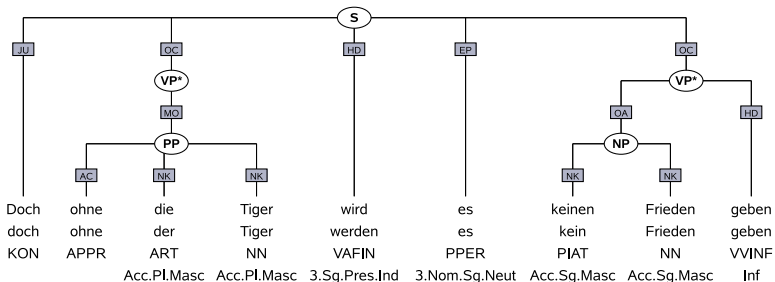 S
JU OC HD EP OC
VP* VP*
MO OA HD
PP NP
AC NK NK NK NK
Doch ohne die Tiger wird es keinen Frieden geben
doch ohne der Tiger werden es kein Frieden geben
KON APPR ART NN VAFIN PPER PIAT NN VVINF
Acc.Pl.Masc Acc.Pl.Masc 3.Sg.Pres.Ind 3.Nom.Sg.Neut Acc.Sg.Masc Acc.Sg.Masc Inf